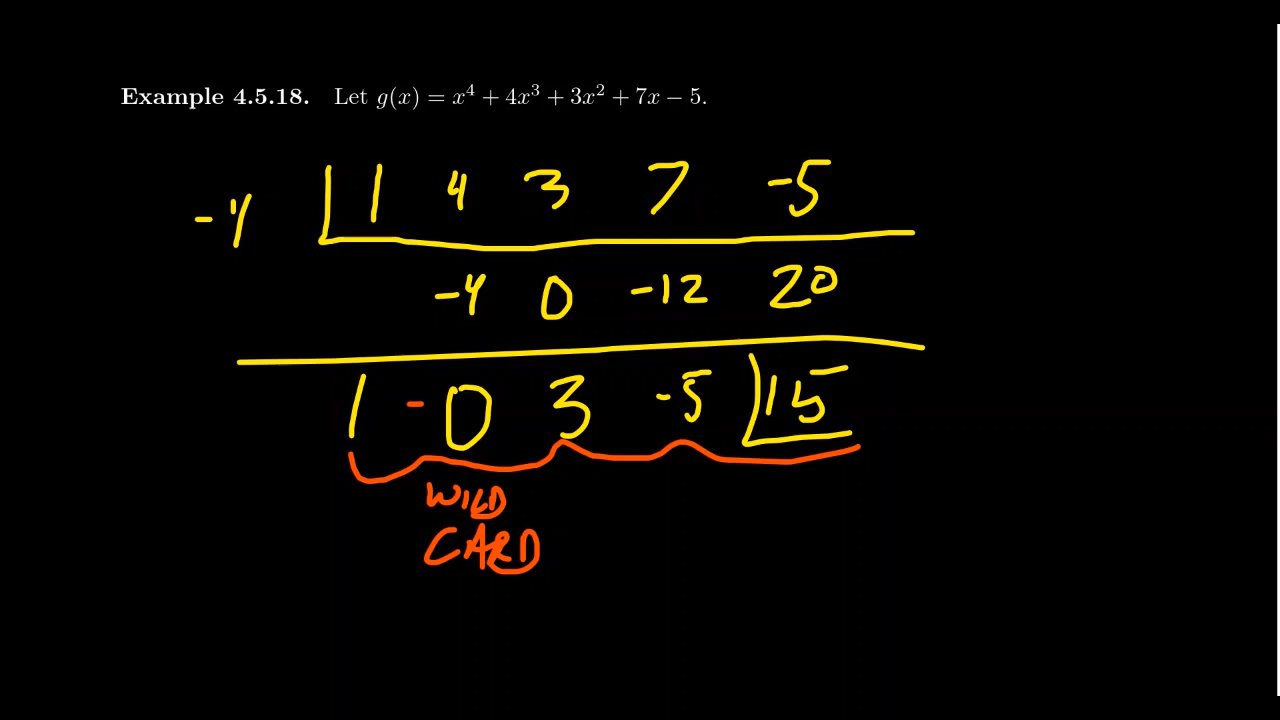 Example 4.5.18. Let g(x) = x⁴ + 4x³ + 3x² + 7x − 5.
-4 1 4 3 7 -5
-4 0 -12 20
1 -0 3 -5 15
WILD
CARD